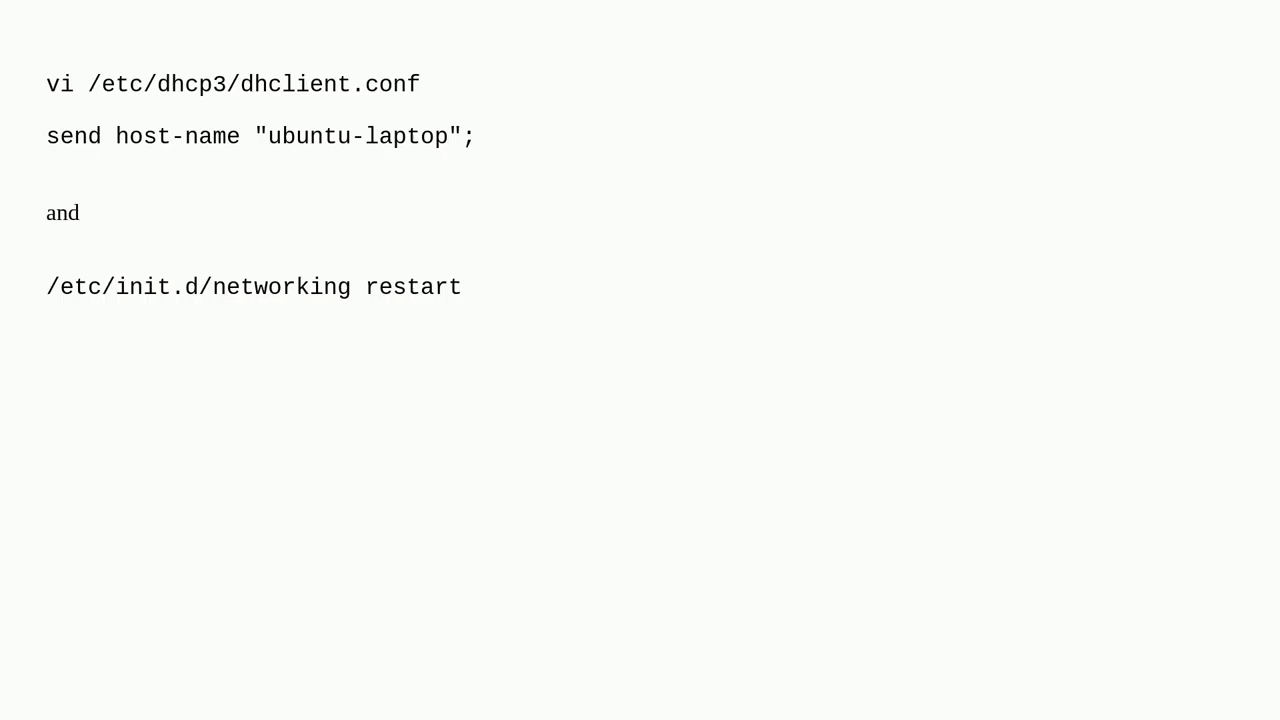 vi /etc/dhcp3/dhclient.conf
send host-name "ubuntu-laptop";
and
/etc/init.d/networking restart